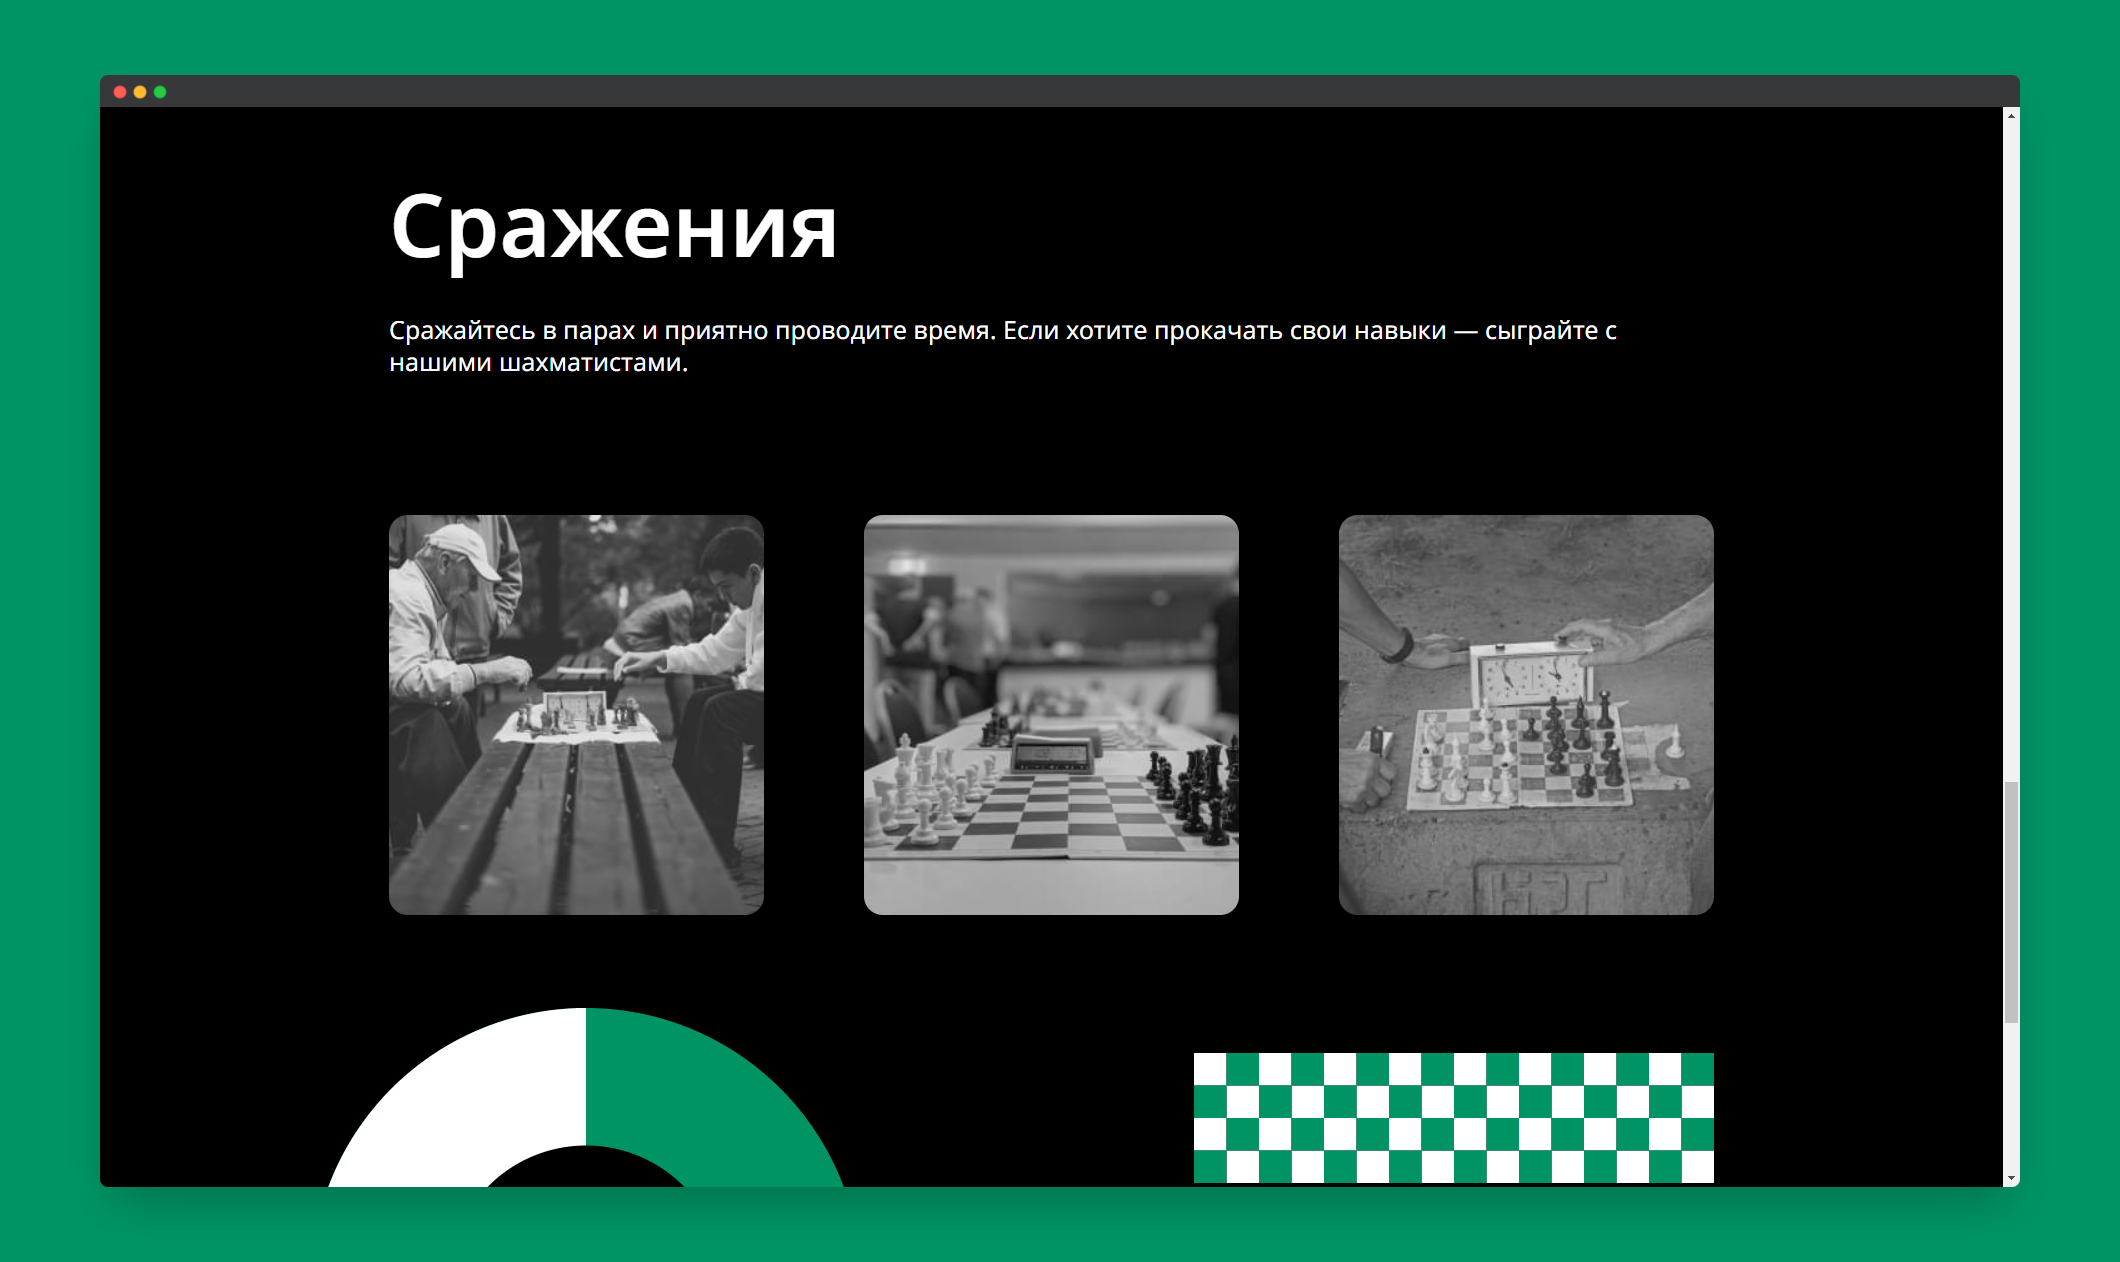 Сражения
Сражайтесь в парах и приятно проводите время. Если хотите прокачать свои навыки — сыграйте с
нашими шахматистами.